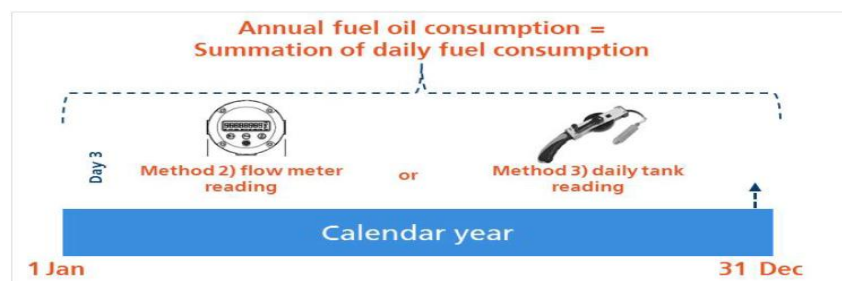 Annual fuel oil consumption =
Summation of daily fuel consumption
Day 3
Method 2) flow meter
reading
or
Method 3) daily tank
reading
Calendar year
1 Jan
31 Dec